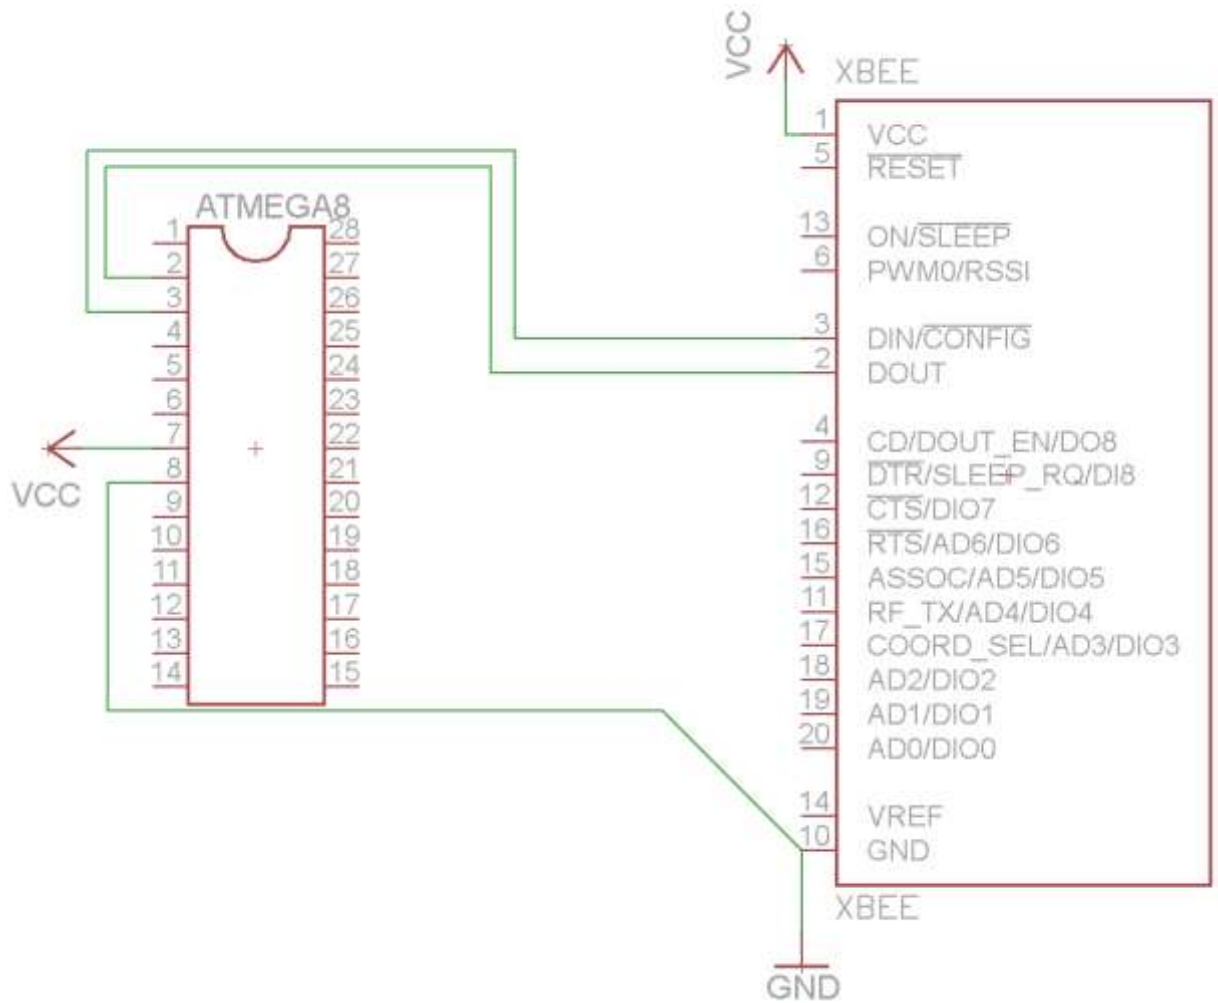 VCC
XBEE
1 VCC
5 RESET
13 ON/SLEEP
6 PWM0/RSSI
3 DIN/CONFIG
2 DOUT
4 CD/DOUT_EN/DO8
9 DTR/SLEEP_RQ/DI8
12 CTS/DIO7
16 RTS/AD6/DIO6
15 ASSOC/AD5/DIO5
11 RF_TX/AD4/DIO4
17 COORD_SEL/AD3/DIO3
18 AD2/DIO2
19 AD1/DIO1
20 AD0/DIO0
14 VREF
10 GND
XBEE
GND
ATMEGA8
1 28
2 27
3 26
4 25
5 24
6 23
7 22
8 21
9 20
10 19
11 18
12 17
13 16
14 15
VCC